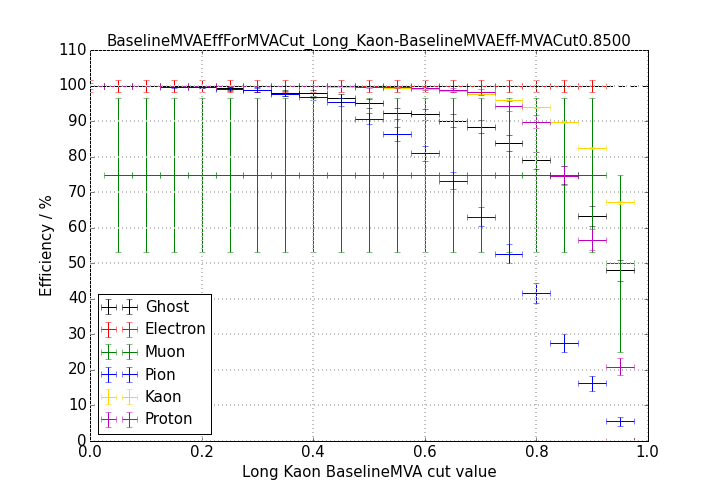 BaselineMVAEffForMVACut_Long_Kaon-BaselineMVAEff-MVACut0.8500
110
100
90
80
70
60
50
40
30
20
10
0
Efficiency / %
Ghost
Electron
Muon
Pion
Kaon
Proton
0.0 0.2 0.4 0.6 0.8 1.0
Long Kaon BaselineMVA cut value